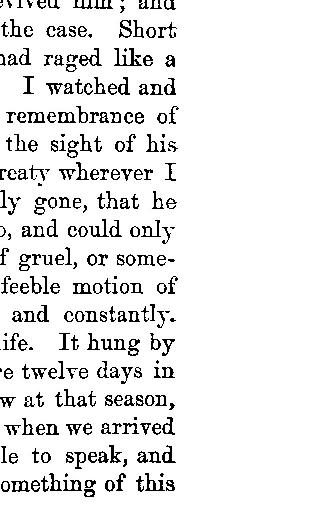 evived him; and
the case. Short
had raged like a
I watched and
remembrance of
the sight of his
reaty wherever I
ly gone, that he
o, and could only
f gruel, or some-
feeble motion of
and constantly.
ife. It hung by
re twelve days in
w at that season,
when we arrived
le to speak, and
omething of this